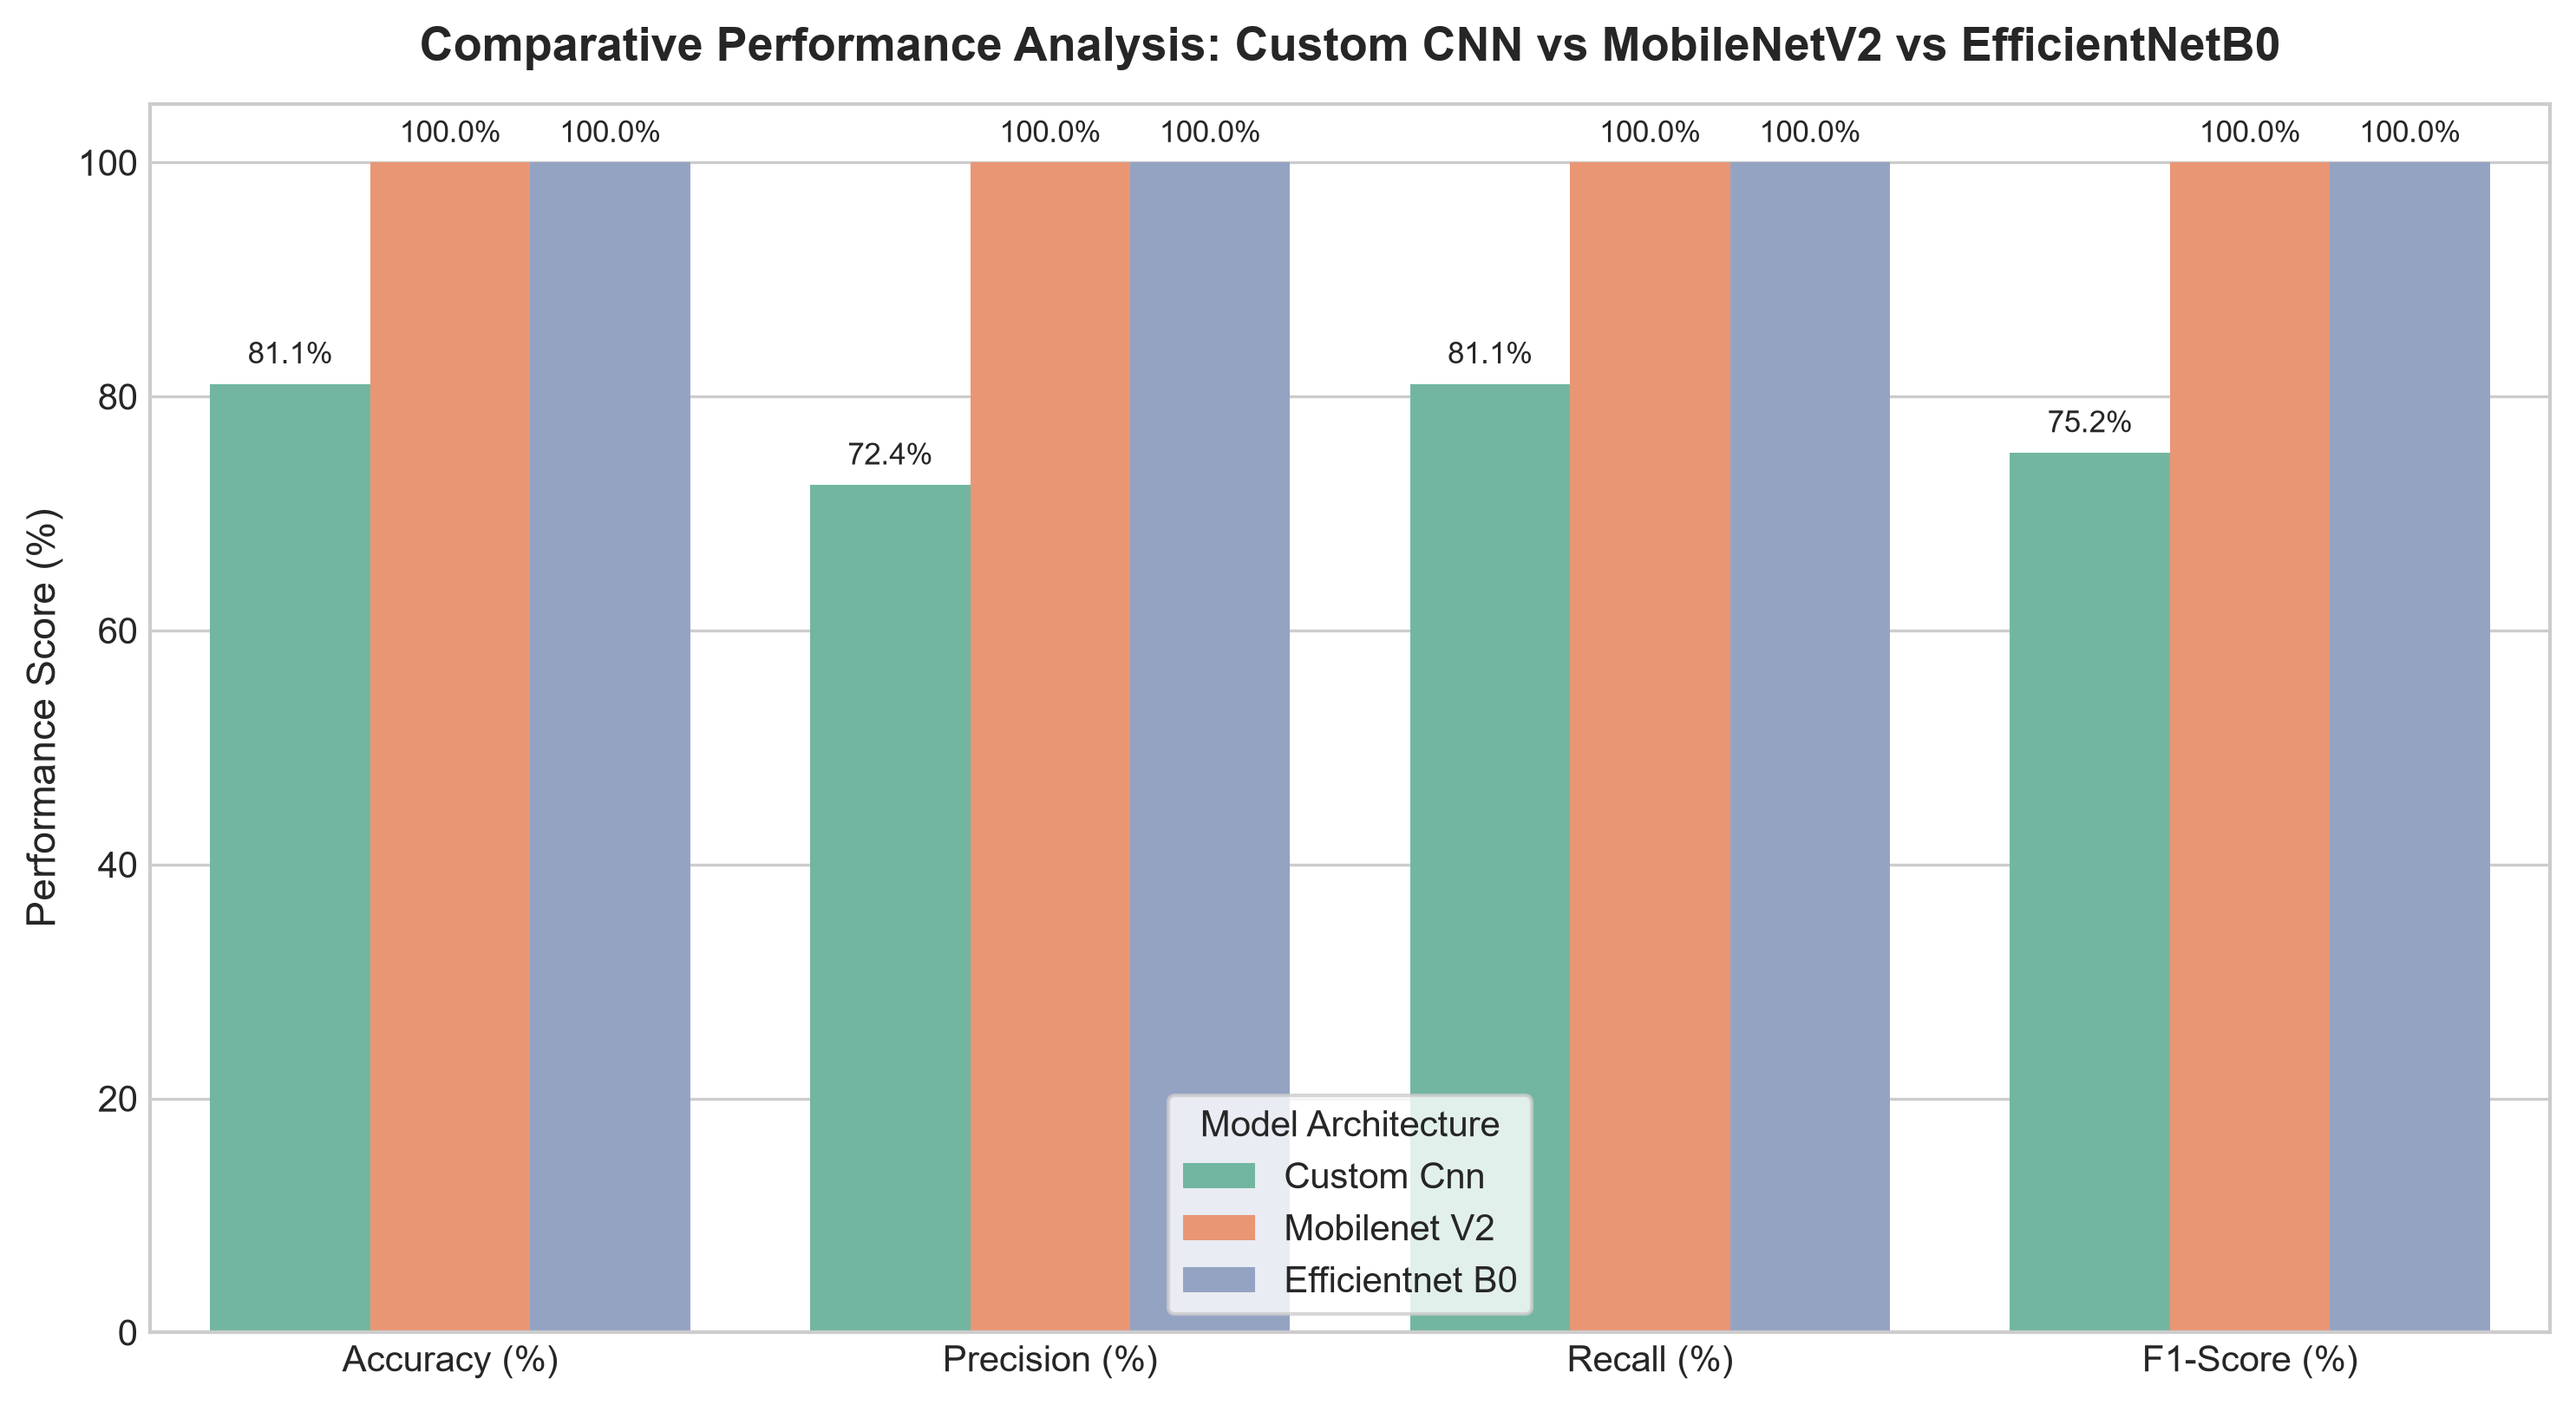 Comparative Performance Analysis: Custom CNN vs MobileNetV2 vs EfficientNetB0
Performance Score (%)
100
80
60
40
20
0
81.1%
100.0%
100.0%
72.4%
100.0%
100.0%
81.1%
100.0%
100.0%
75.2%
100.0%
100.0%
Model Architecture
Custom Cnn
Mobilenet V2
Efficientnet B0
Accuracy (%)
Precision (%)
Recall (%)
F1-Score (%)